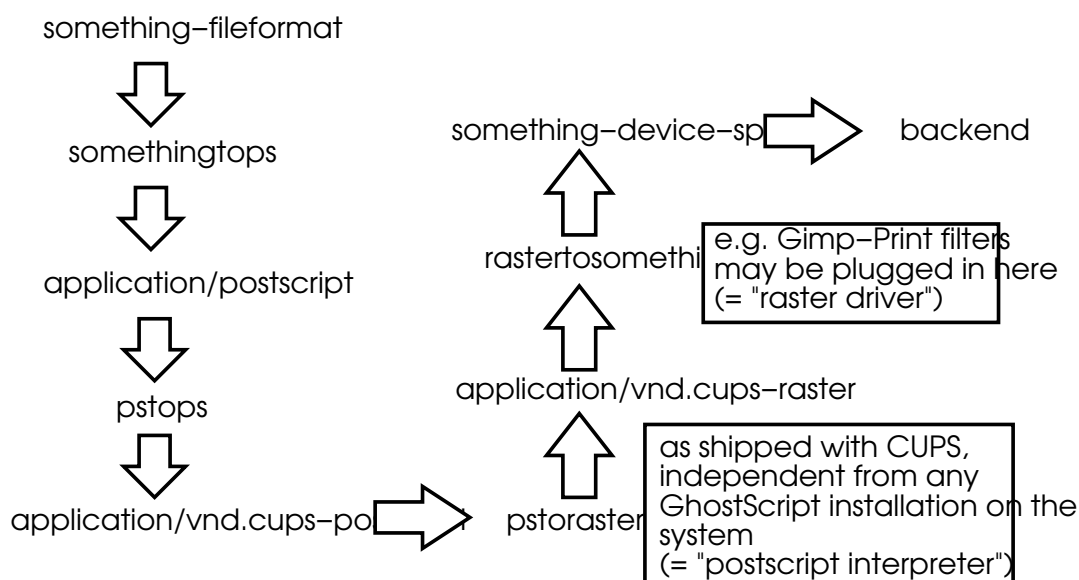 something–fileformat
somethingtops
application/postscript
pstops
application/vnd.cups–po
pstoraster
as shipped with CUPS,
independent from any
GhostScript installation on the
system
(= "postscript interpreter")
application/vnd.cups–raster
rastertosomethi
e.g. Gimp–Print filters
may be plugged in here
(= "raster driver")
something–device–sp
backend